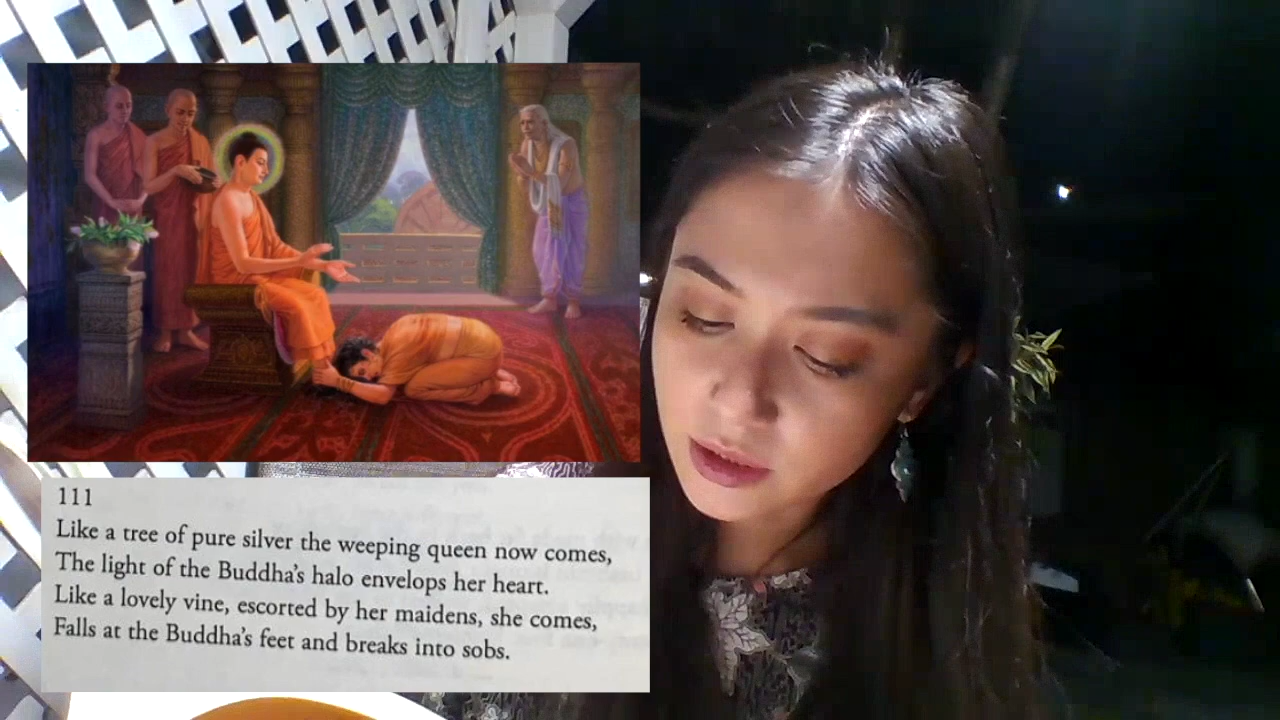 111
Like a tree of pure silver the weeping queen now comes,
The light of the Buddha's halo envelops her heart.
Like a lovely vine, escorted by her maidens, she comes,
Falls at the Buddha's feet and breaks into sobs.